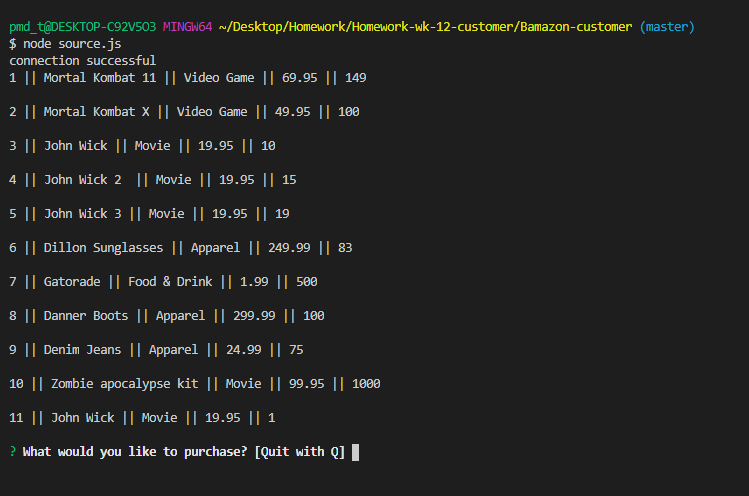 pmd_t@DESKTOP-C92V5O3 MINGW64 ~/Desktop/Homework/Homework-wk-12-customer/Bamazon-customer (master)
$ node source.js
connection successful
1 || Mortal Kombat 11 || Video Game || 69.95 || 149
2 || Mortal Kombat X || Video Game || 49.95 || 100
3 || John Wick || Movie || 19.95 || 10
4 || John Wick 2  || Movie || 19.95 || 15
5 || John Wick 3 || Movie || 19.95 || 19
6 || Dillon Sunglasses || Apparel || 249.99 || 83
7 || Gatorade || Food & Drink || 1.99 || 500
8 || Danner Boots || Apparel || 299.99 || 100
9 || Denim Jeans || Apparel || 24.99 || 75
10 || Zombie apocalypse kit || Movie || 99.95 || 1000
11 || John Wick || Movie || 19.95 || 1
? What would you like to purchase? [Quit with Q]